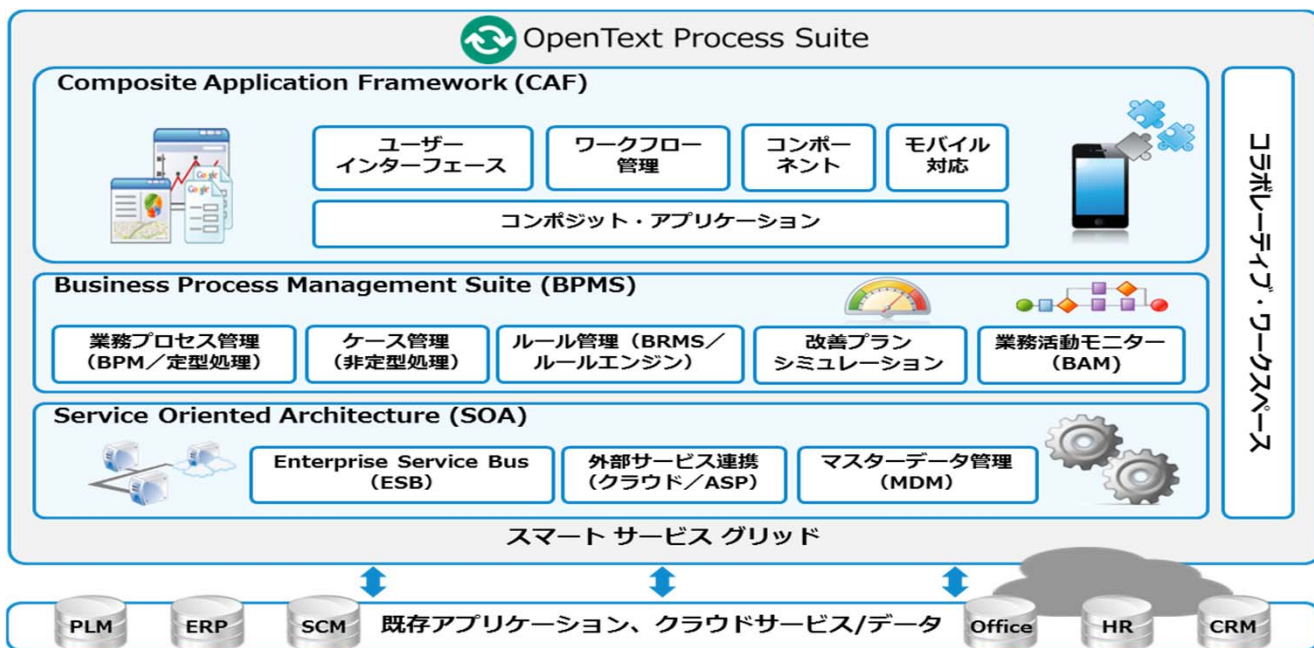 OpenText Process Suite
Composite Application Framework (CAF)
ユーザー
インターフェース
ワークフロー
管理
コンポー
ネント
モバイル
対応
コンポジット・アプリケーション
Google
Google
Business Process Management Suite (BPMS)
業務プロセス管理
（BPM／定型処理）
ケース管理
（非定型処理）
ルール管理（BRMS／
ルールエンジン）
改善プラン
シミュレーション
業務活動モニター
（BAM）
Service Oriented Architecture (SOA)
Enterprise Service Bus
（ESB）
外部サービス連携
（クラウド／ASP）
マスターデータ管理
（MDM）
スマート サービス グリッド
コラボレーティブ・ワークスペース
PLM
ERP
SCM
既存アプリケーション、クラウドサービス/データ
Office
HR
CRM